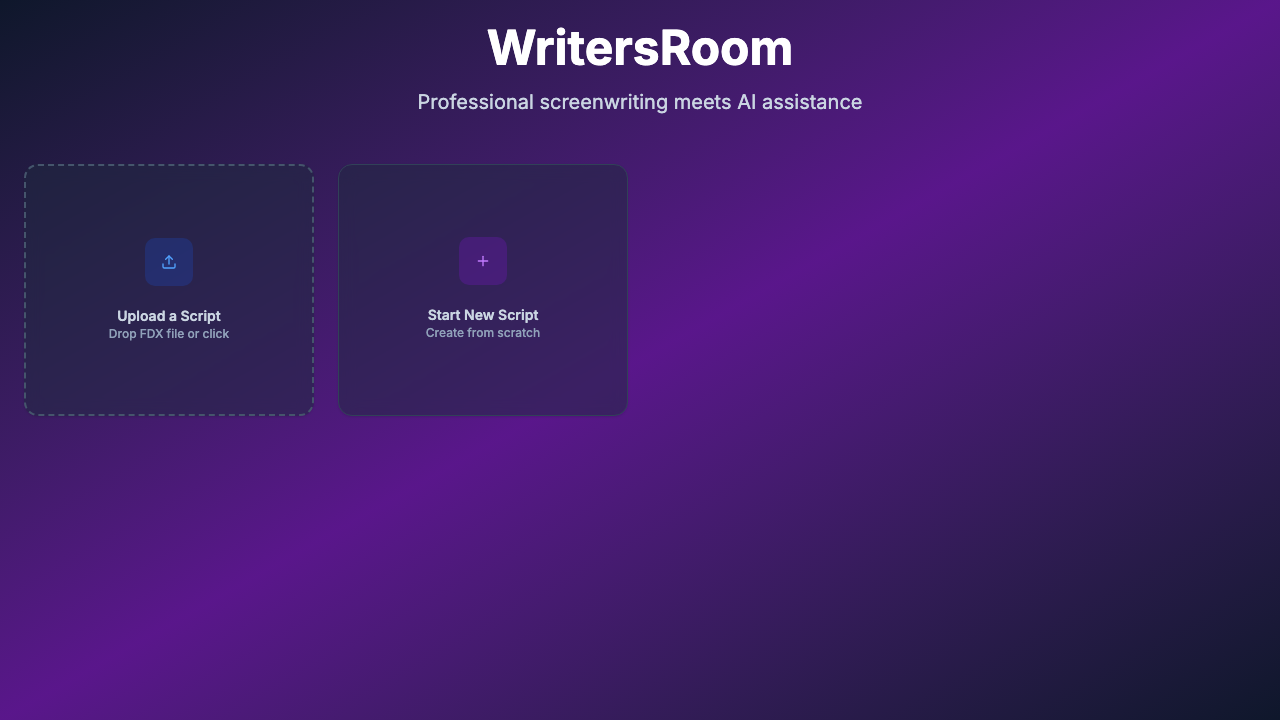 WritersRoom
Professional screenwriting meets AI assistance
Upload a Script
Drop FDX file or click
Start New Script
Create from scratch